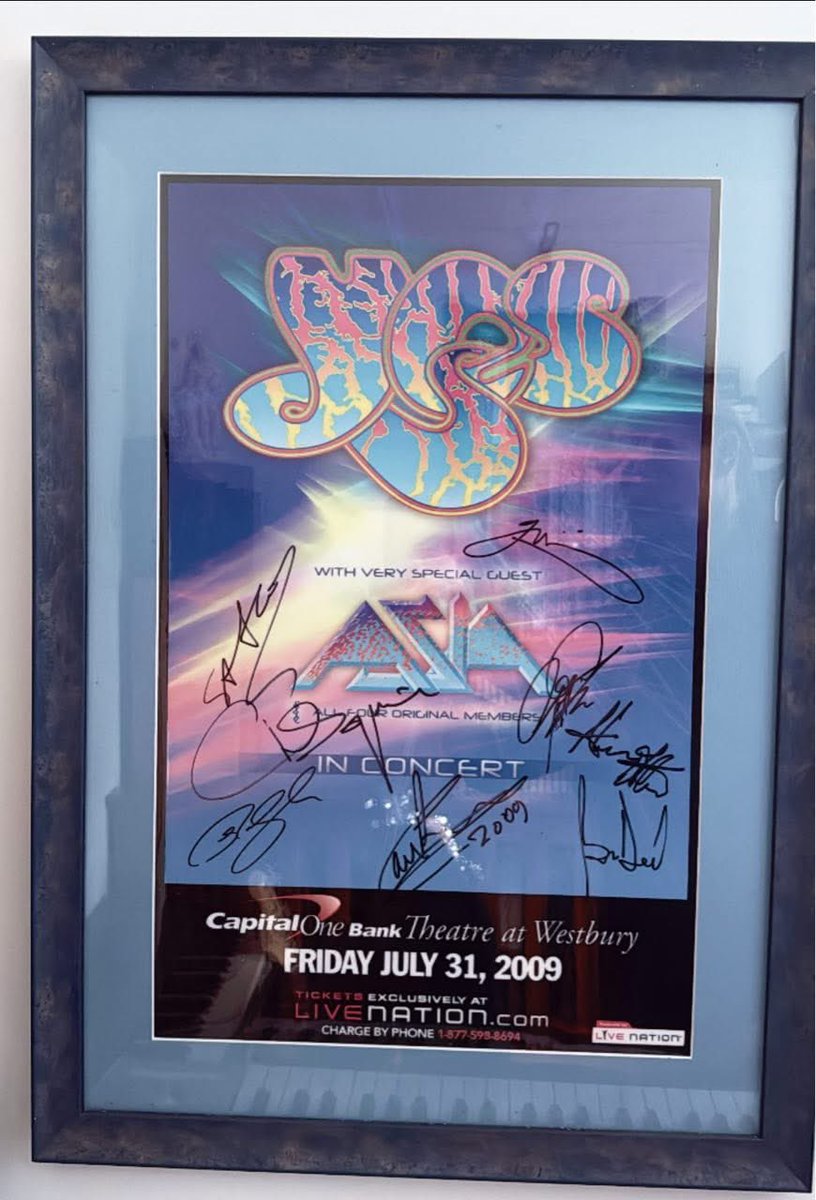 YES
WITH VERY SPECIAL GUEST
ASIA
ALL FOUR ORIGINAL MEMBERS
IN CONCERT
2009
Capital One Bank Theatre at Westbury
FRIDAY JULY 31, 2009
TICKETS EXCLUSIVELY AT
LIVENATION.com
CHARGE BY PHONE 1-877-598-8694
LIVE NATION